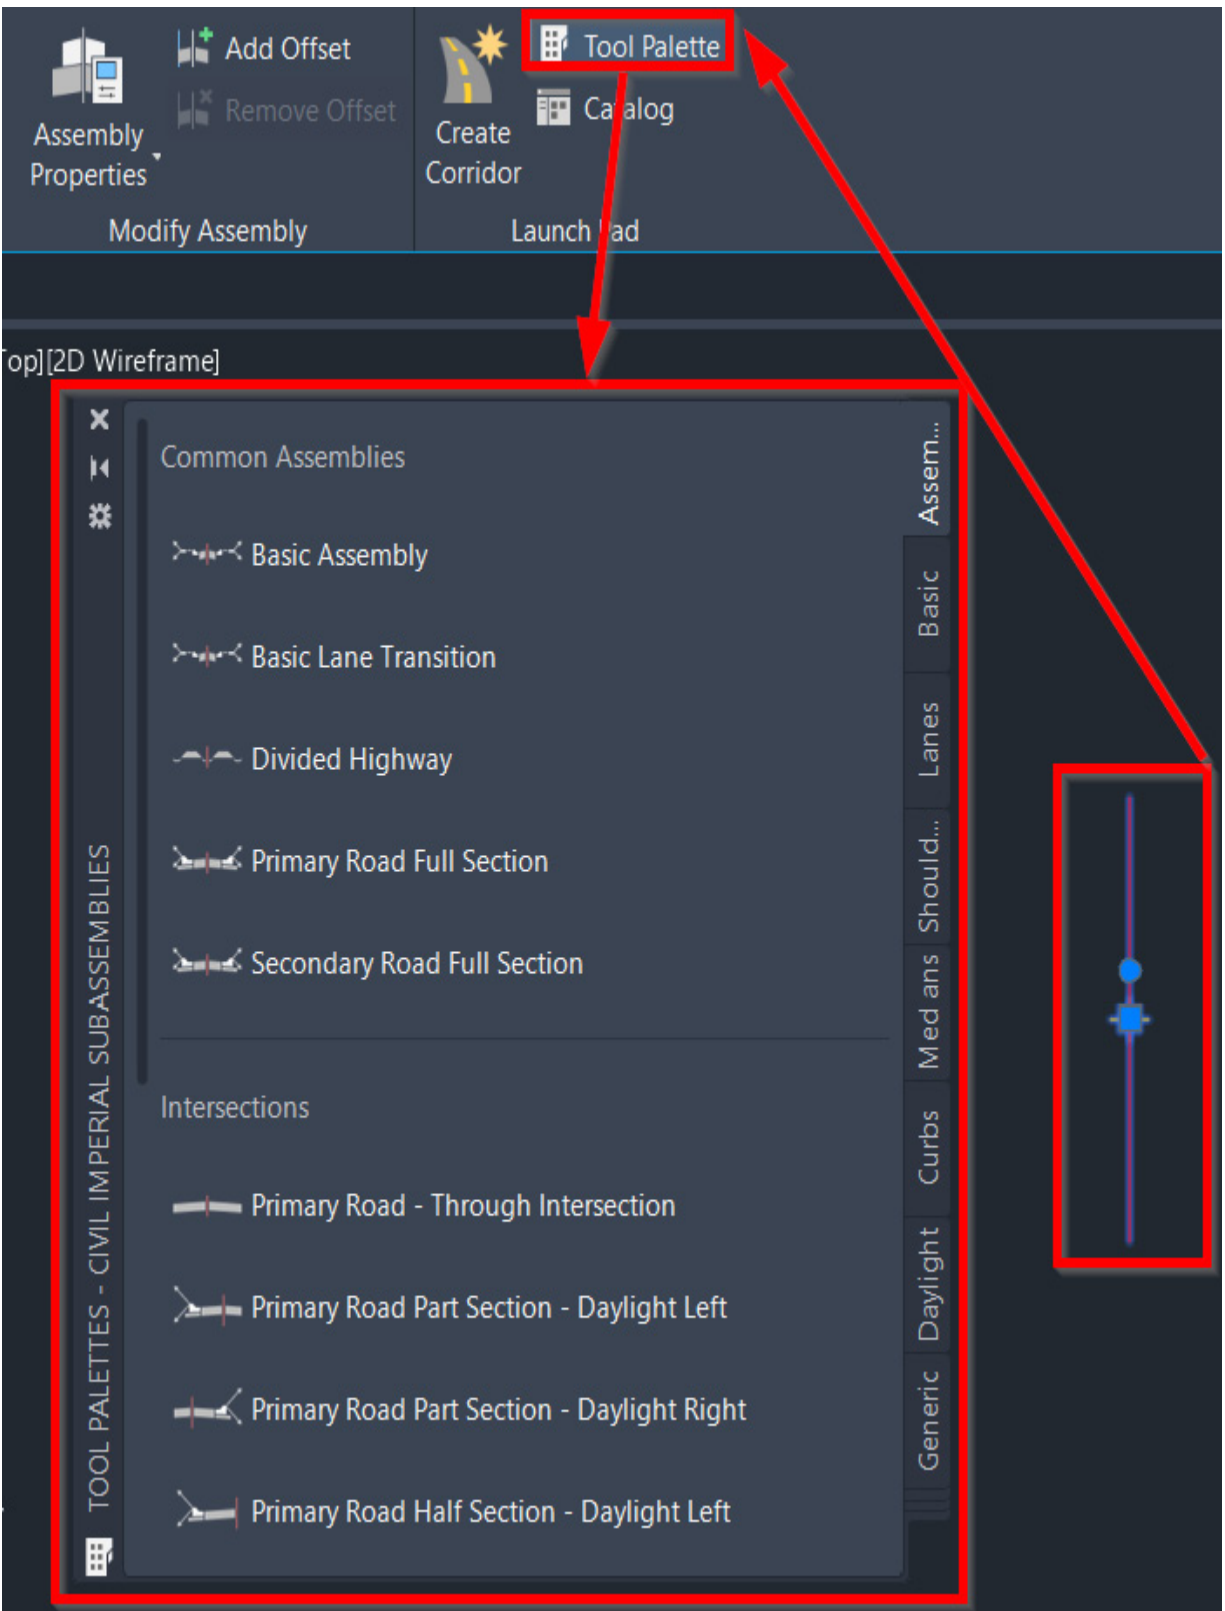 Add Offset
Remove Offset
Assembly
Properties
Modify Assembly
Tool Palette
Catalog
Create
Corridor
Launch Pad
Top][2D Wireframe]
Common Assemblies
Basic Assembly
Basic Lane Transition
Divided Highway
Primary Road Full Section
Secondary Road Full Section
Intersections
Primary Road - Through Intersection
Primary Road Part Section - Daylight Left
Primary Road Part Section - Daylight Right
Primary Road Half Section - Daylight Left
Assem...
Basic
Lanes
Should...
Med ans
Curbs
Daylight
Generic
TOOL PALETTES - CIVIL IMPERIAL SUBASSEMBLIES